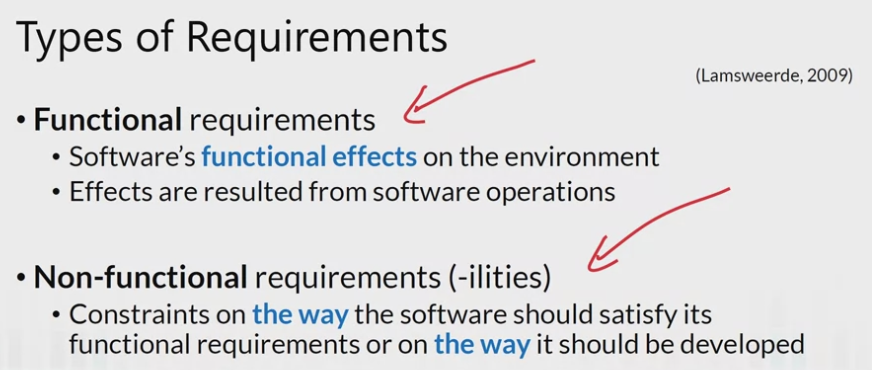 Types of Requirements
(Lamsweerde, 2009)
• Functional requirements
• Software's functional effects on the environment
• Effects are resulted from software operations
• Non-functional requirements (-ilities)
• Constraints on the way the software should satisfy its
functional requirements or on the way it should be developed